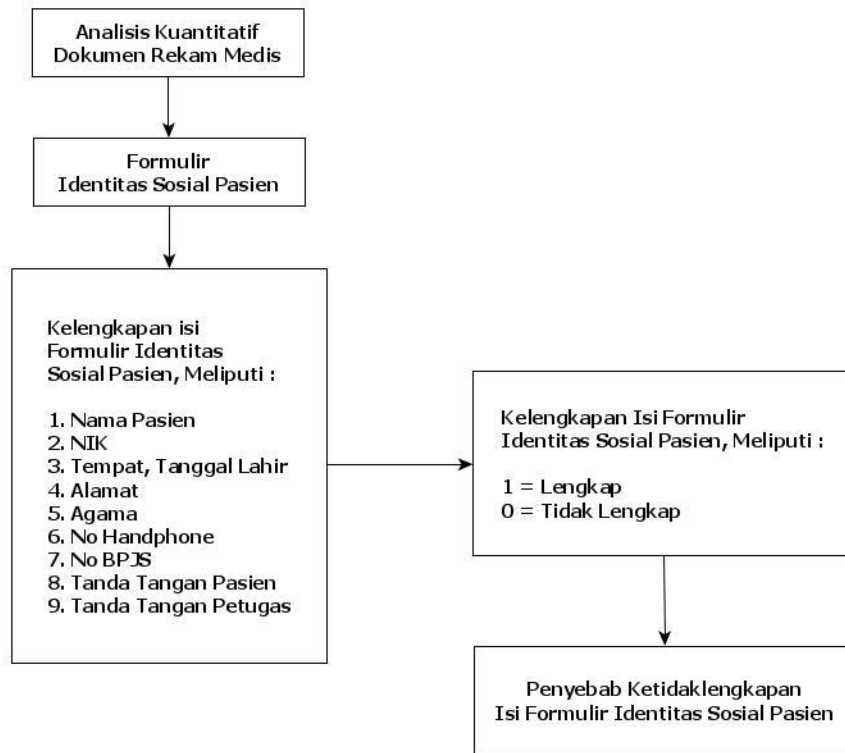 Analisis Kuantitatif
Dokumen Rekam Medis
Formulir
Identitas Sosial Pasien
Kelengkapan isi
Formulir Identitas
Sosial Pasien, Meliputi :
1. Nama Pasien
2. NIK
3. Tempat, Tanggal Lahir
4. Alamat
5. Agama
6. No Handphone
7. No BPJS
8. Tanda Tangan Pasien
9. Tanda Tangan Petugas
Kelengkapan Isi Formulir
Identitas Sosial Pasien, Meliputi :
1 = Lengkap
0 = Tidak Lengkap
Penyebab Ketidaklengkapan
Isi Formulir Identitas Sosial Pasien